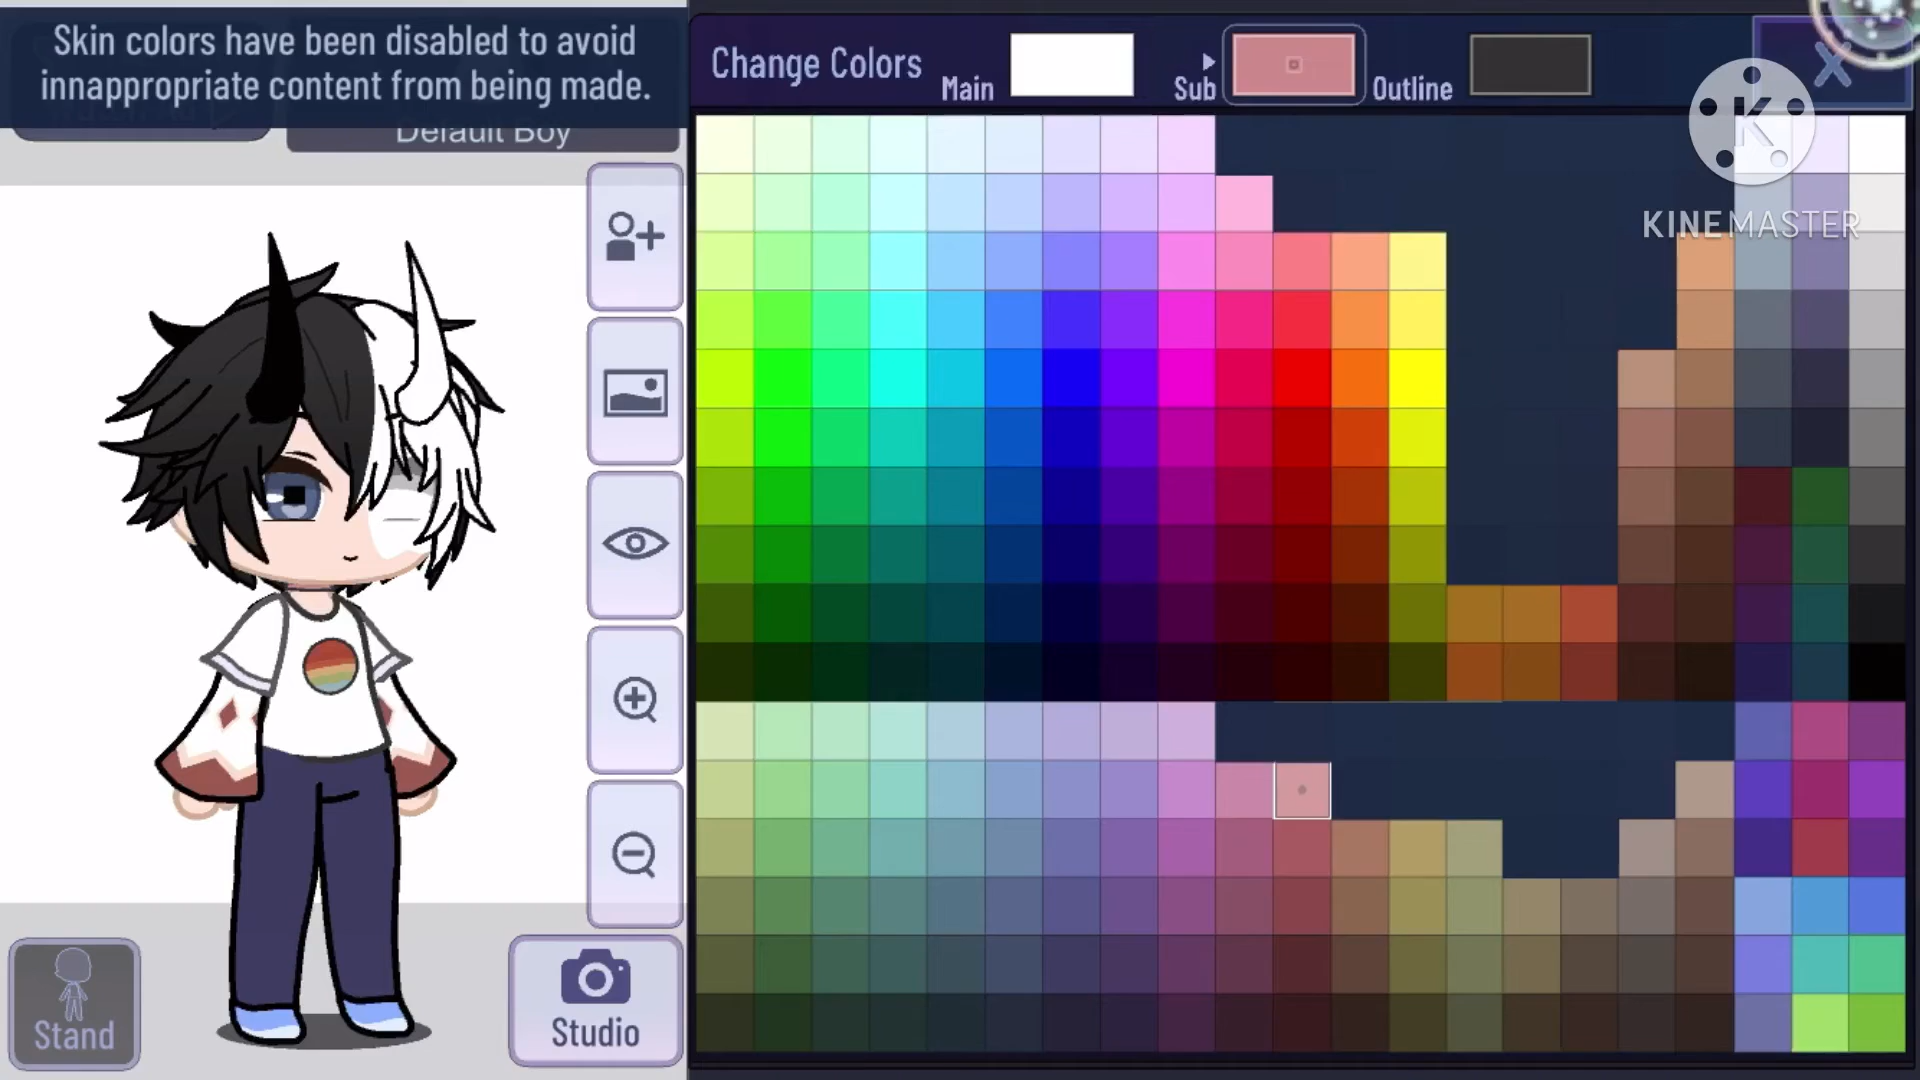 Skin colors have been disabled to avoid
innappropriate content from being made.
Default Boy
Change Colors
Main
Sub
Outline
X
K
KINEMASTER
Stand
Studio